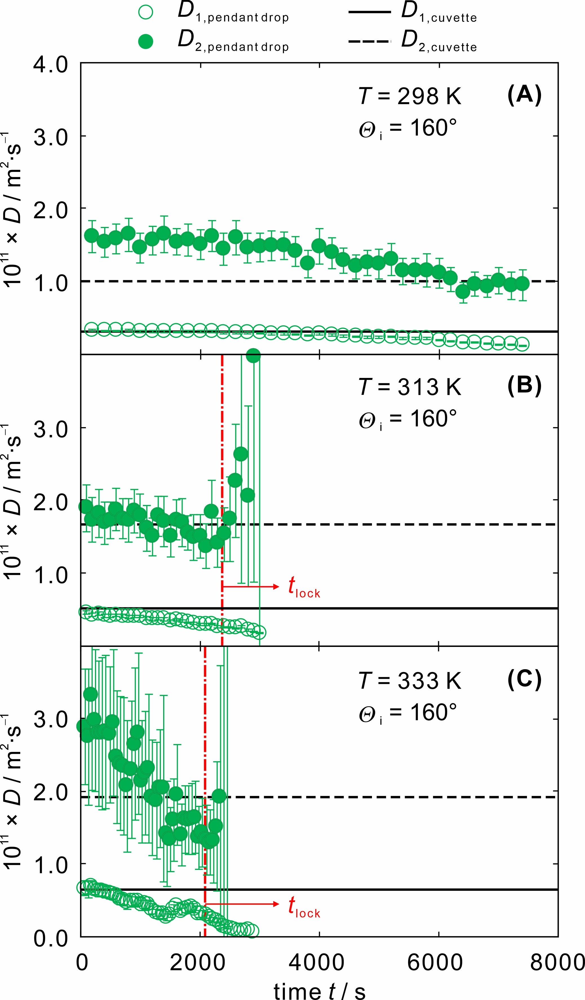 D1,pendant drop D1,cuvette
D2,pendant drop D2,cuvette
4.0
T = 298 K (A)
Θi = 160°
3.0
10¹¹ × D / m²·s⁻¹
2.0
1.0
T = 313 K (B)
Θi = 160°
3.0
10¹¹ × D / m²·s⁻¹
2.0
1.0
tlock
T = 333 K (C)
Θi = 160°
3.0
10¹¹ × D / m²·s⁻¹
2.0
1.0
tlock
0.0
0 2000 4000 6000 8000
time t / s